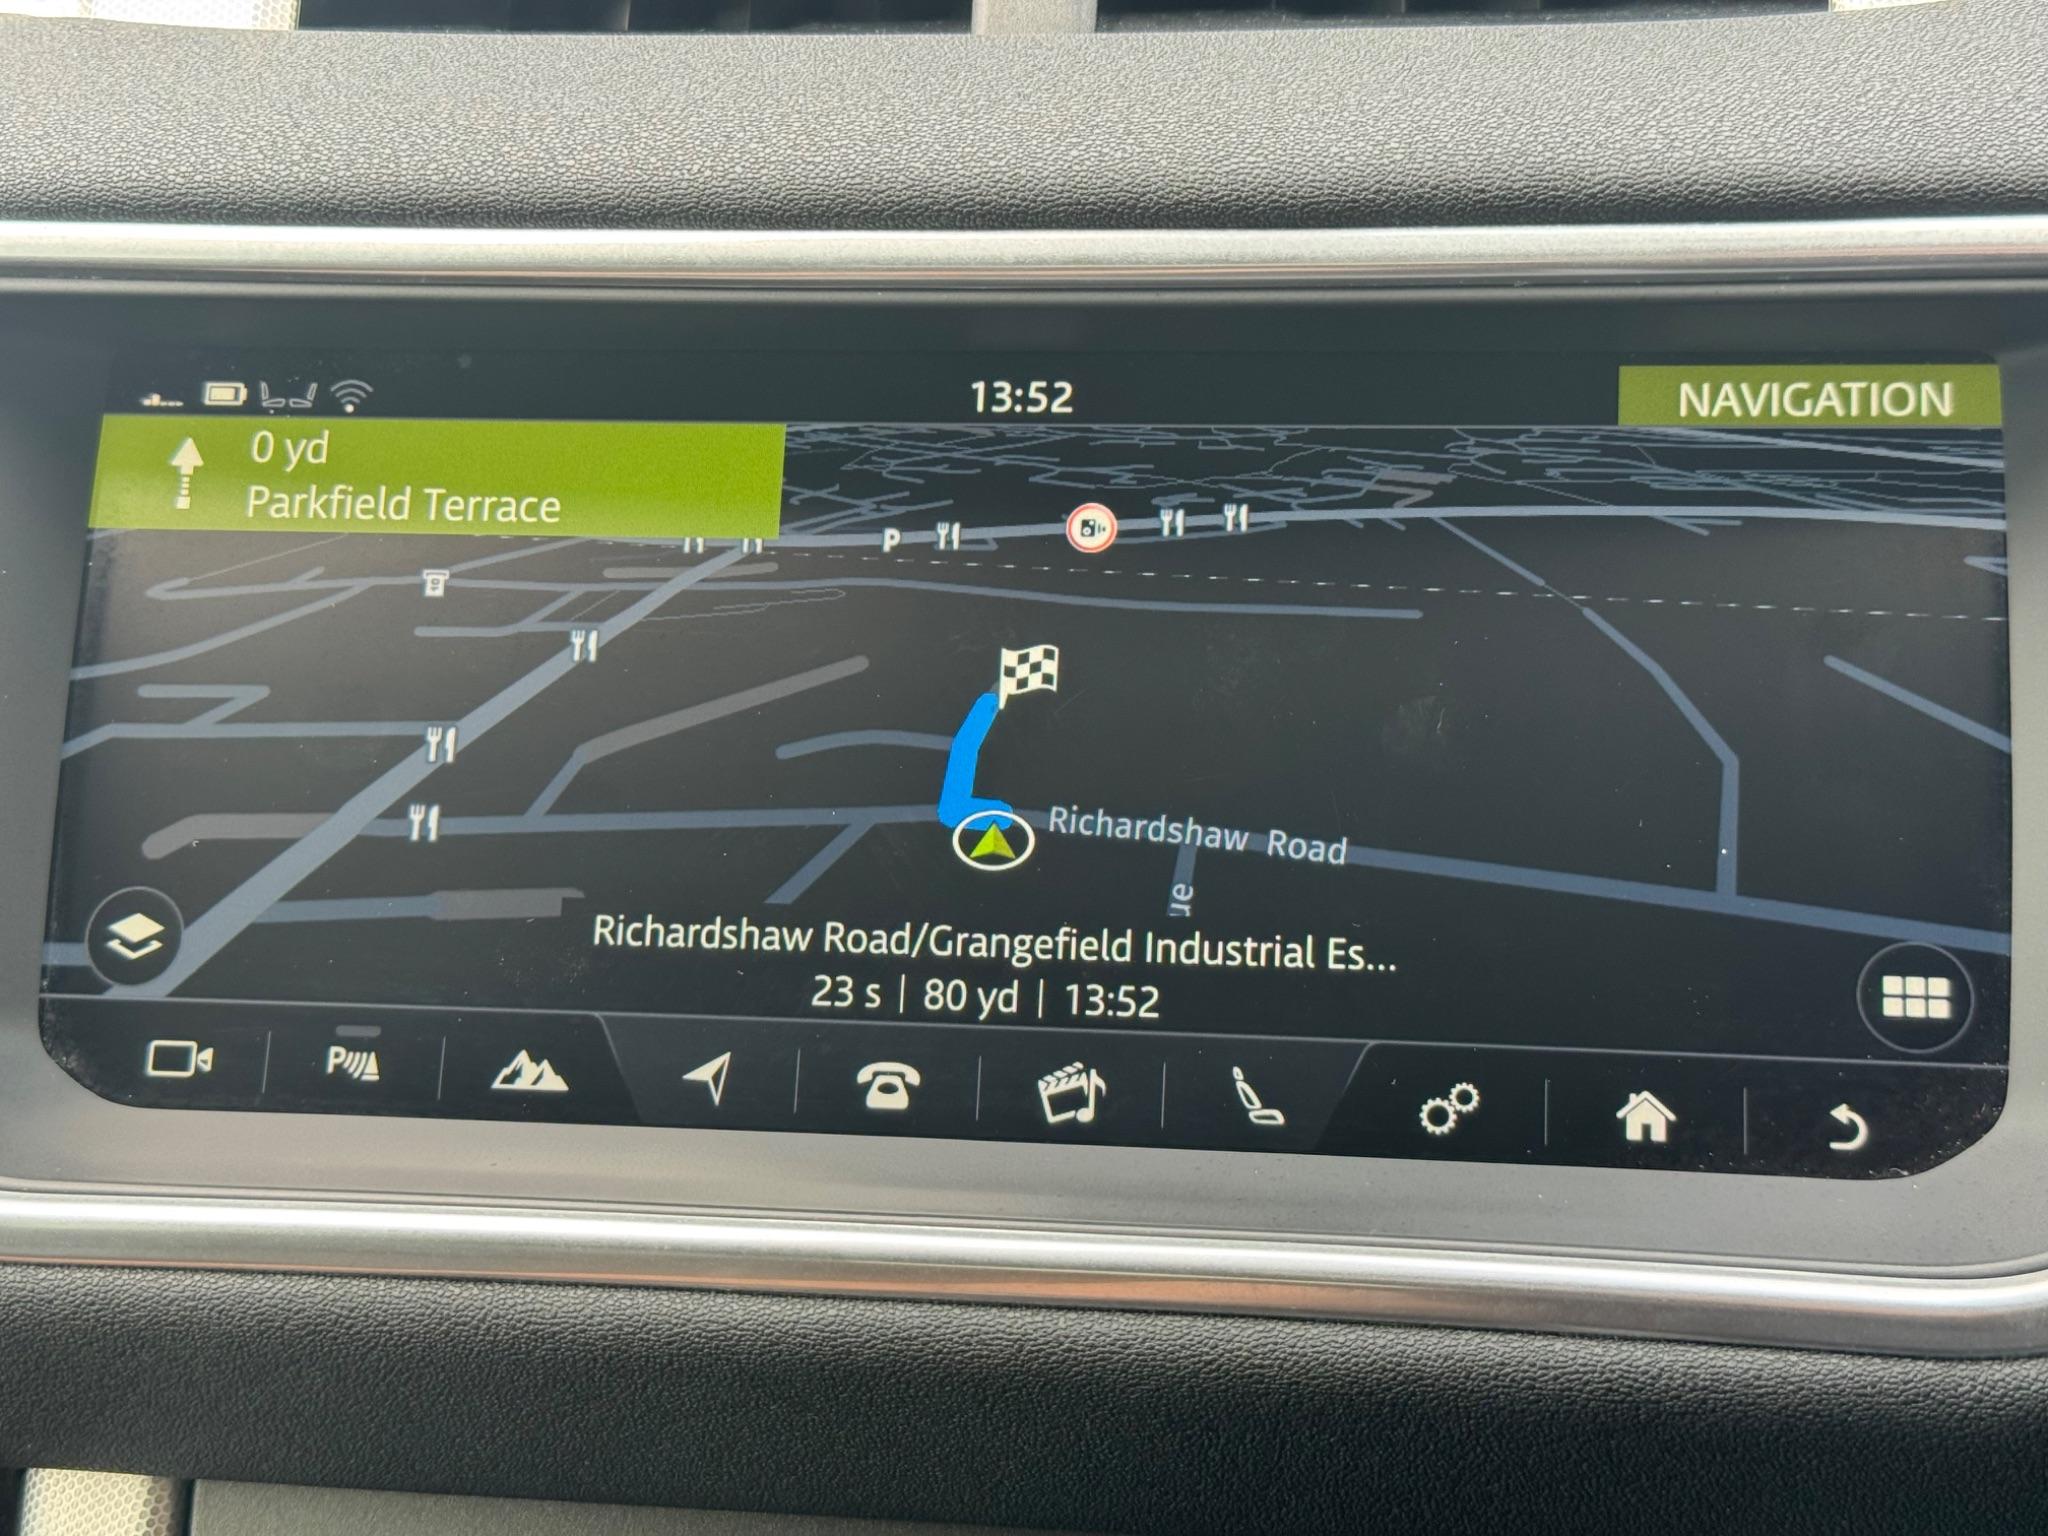 13:52
NAVIGATION
0 yd
Parkfield Terrace
P
Richardshaw Road
ue
Richardshaw Road/Grangefield Industrial Es...
23 s | 80 yd | 13:52
P